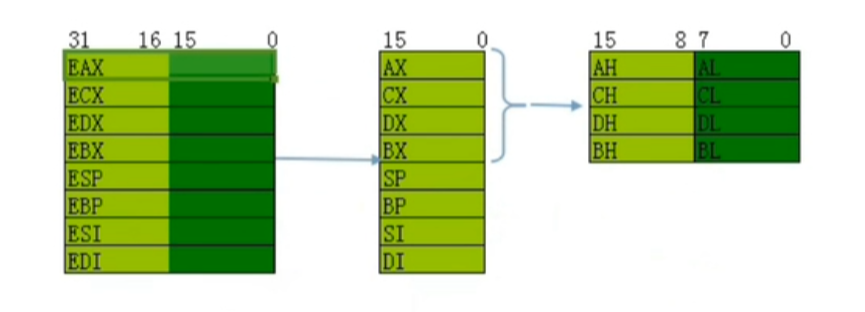 31 16 15 0
EAX
ECX
EDX
EBX
ESP
EBP
ESI
EDI
15 0
AX
CX
DX
BX
SP
BP
SI
DI
15 8 7 0
AH AL
CH CL
DH DL
BH BL